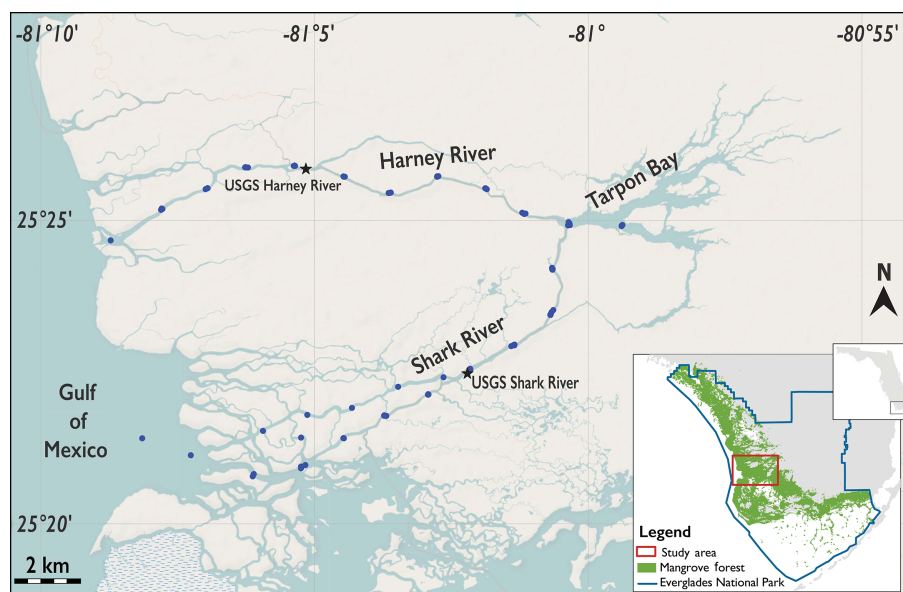 -81°10'
-81°5'
-81°
-80°55'
Harney River
USGS Harney River
Tarpon Bay
25°25'
N
Shark River
USGS Shark River
Gulf
of
Mexico
25°20'
2 km
Legend
Study area
Mangrove forest
Everglades National Park